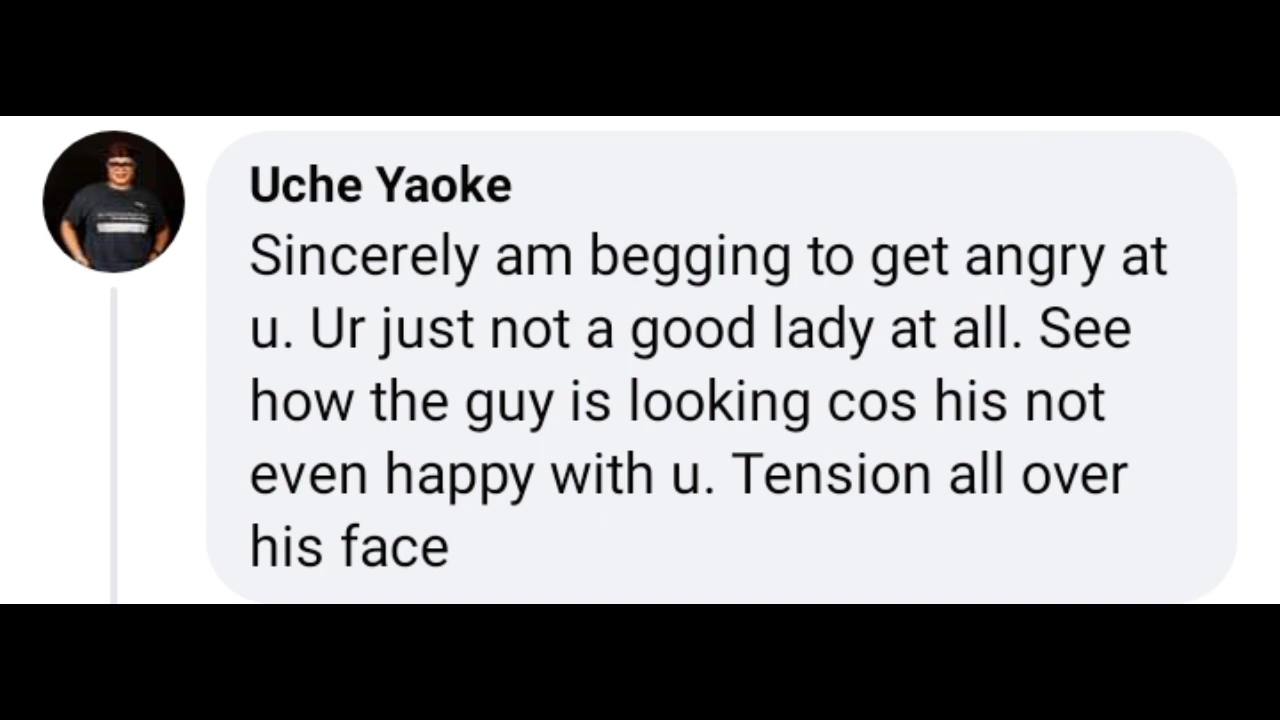 Uche Yaoke
Sincerely am begging to get angry at
u. Ur just not a good lady at all. See
how the guy is looking cos his not
even happy with u. Tension all over
his face